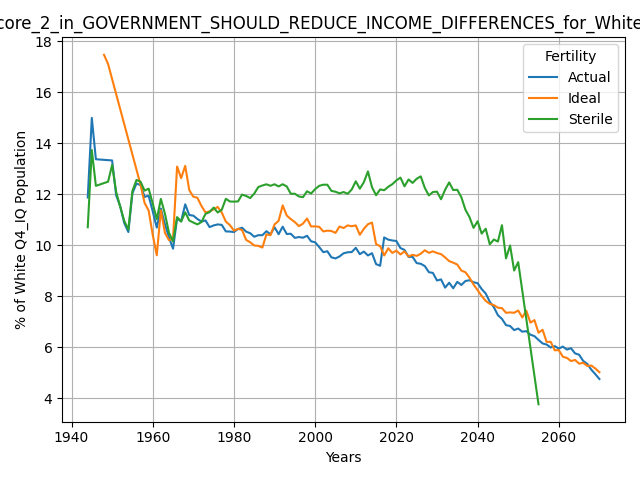 core_2_in_GOVERNMENT_SHOULD_REDUCE_INCOME_DIFFERENCES_for_White
18
16
14
12
10
8
6
4
% of White Q4_IQ Population
Fertility
Actual
Ideal
Sterile
1940
1960
1980
2000
2020
2040
2060
Years